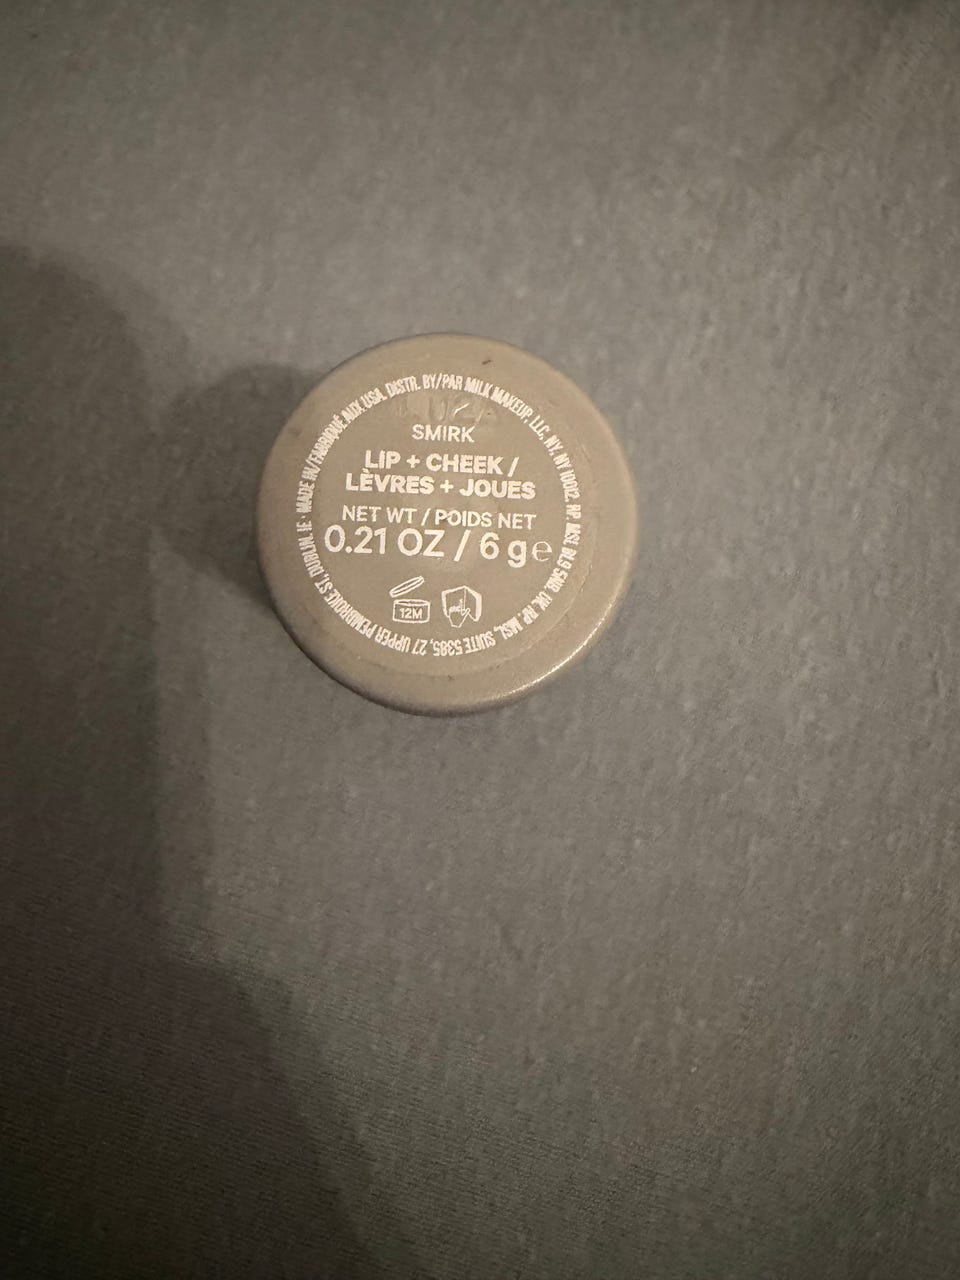 SMIRK
LIP + CHEEK /
LÈVRES + JOUES
NET WT / POIDS NET
0.21 OZ / 6 g e
12M
MADE IN/FABRIQUÉ AUX USA. DISTR. BY/PAR MILK MAKEUP, LLC, NY, NY 10012. RP, MSL DL9 5NB, UK. RP, MSL, SUITE 5385, 27 UPPER PEMBROKE ST, DUBLIN, IE •